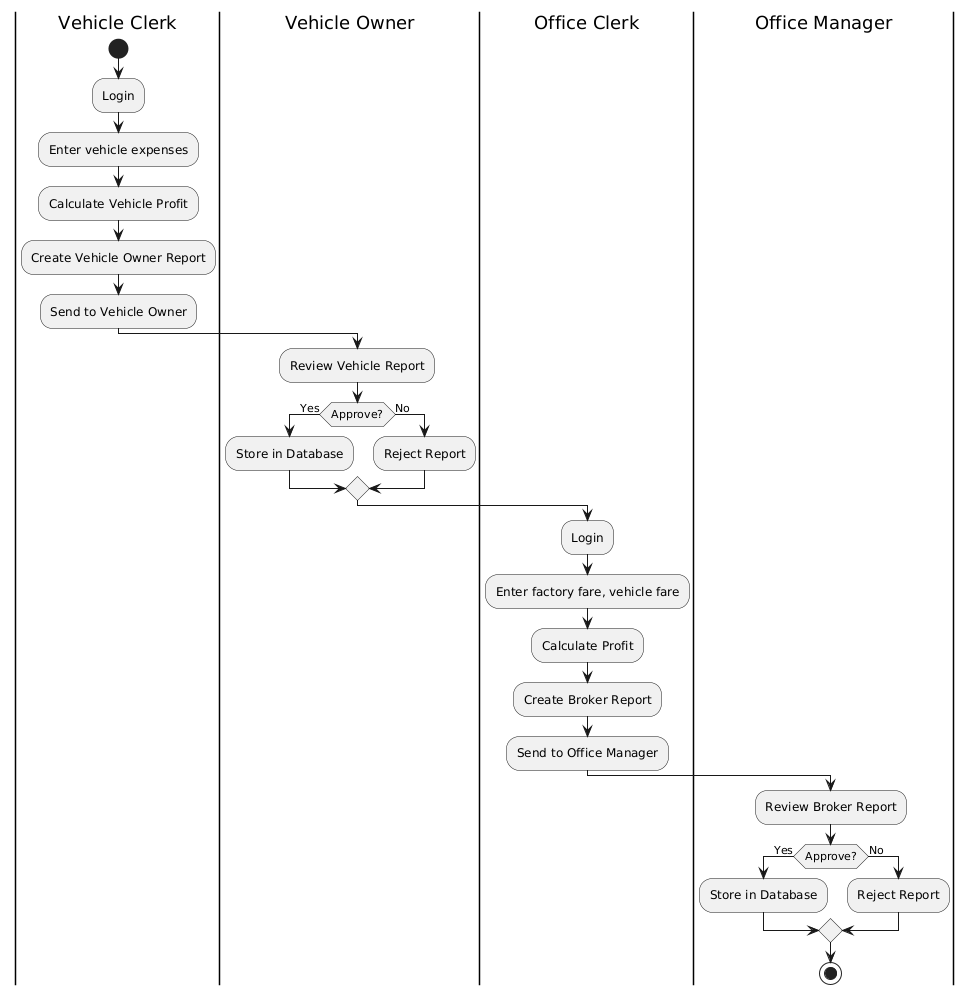 Vehicle Clerk
Vehicle Owner
Office Clerk
Office Manager
Login
Enter vehicle expenses
Calculate Vehicle Profit
Create Vehicle Owner Report
Send to Vehicle Owner
Review Vehicle Report
Yes
Approve?
No
Store in Database
Reject Report
Login
Enter factory fare, vehicle fare
Calculate Profit
Create Broker Report
Send to Office Manager
Review Broker Report
Yes
Approve?
No
Store in Database
Reject Report